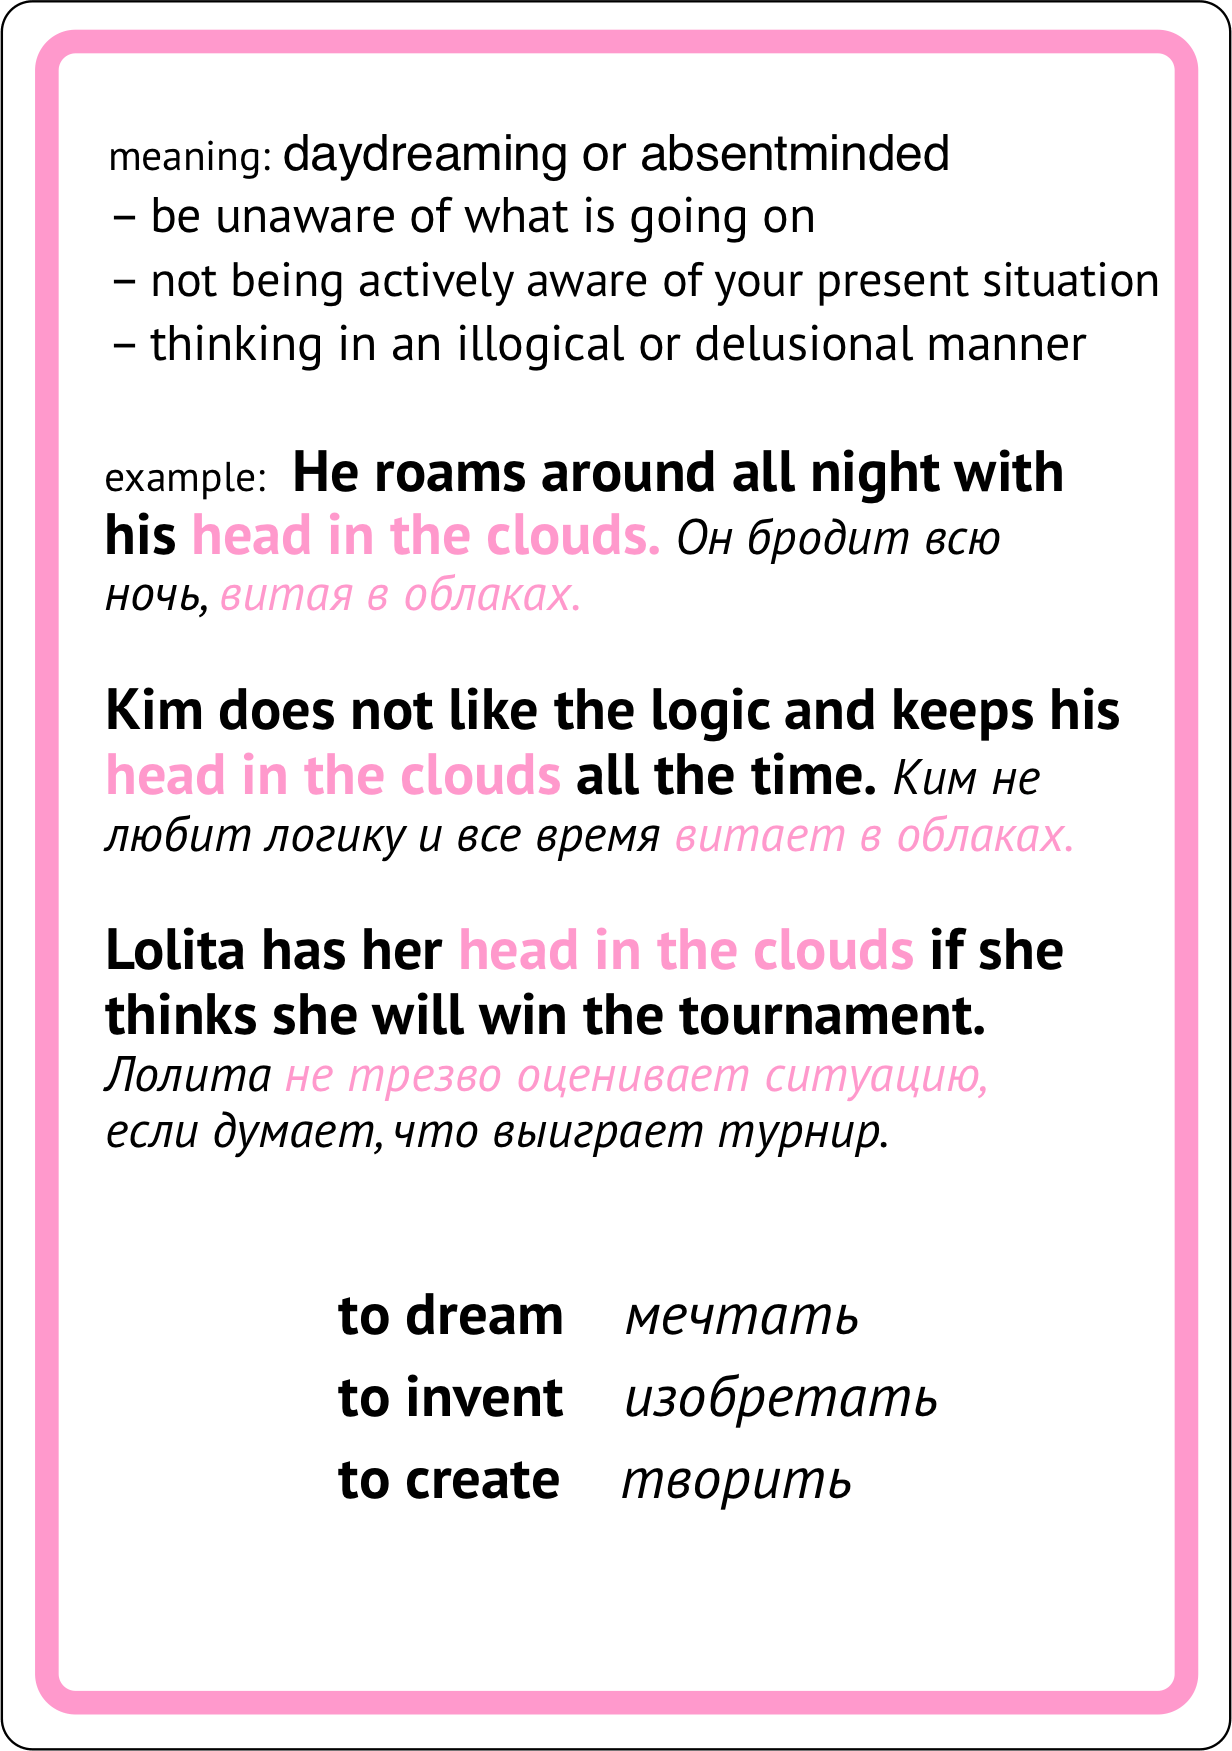 meaning: daydreaming or absentminded
– be unaware of what is going on
– not being actively aware of your present situation
– thinking in an illogical or delusional manner
example: He roams around all night with
his head in the clouds. Он бродит всю
ночь, витая в облаках.
Kim does not like the logic and keeps his
head in the clouds all the time. Ким не
любит логику и все время витает в облаках.
Lolita has her head in the clouds if she
thinks she will win the tournament.
Лолита не трезво оценивает ситуацию,
если думает, что выиграет турнир.
to dream мечтать
to invent изобретать
to create творить